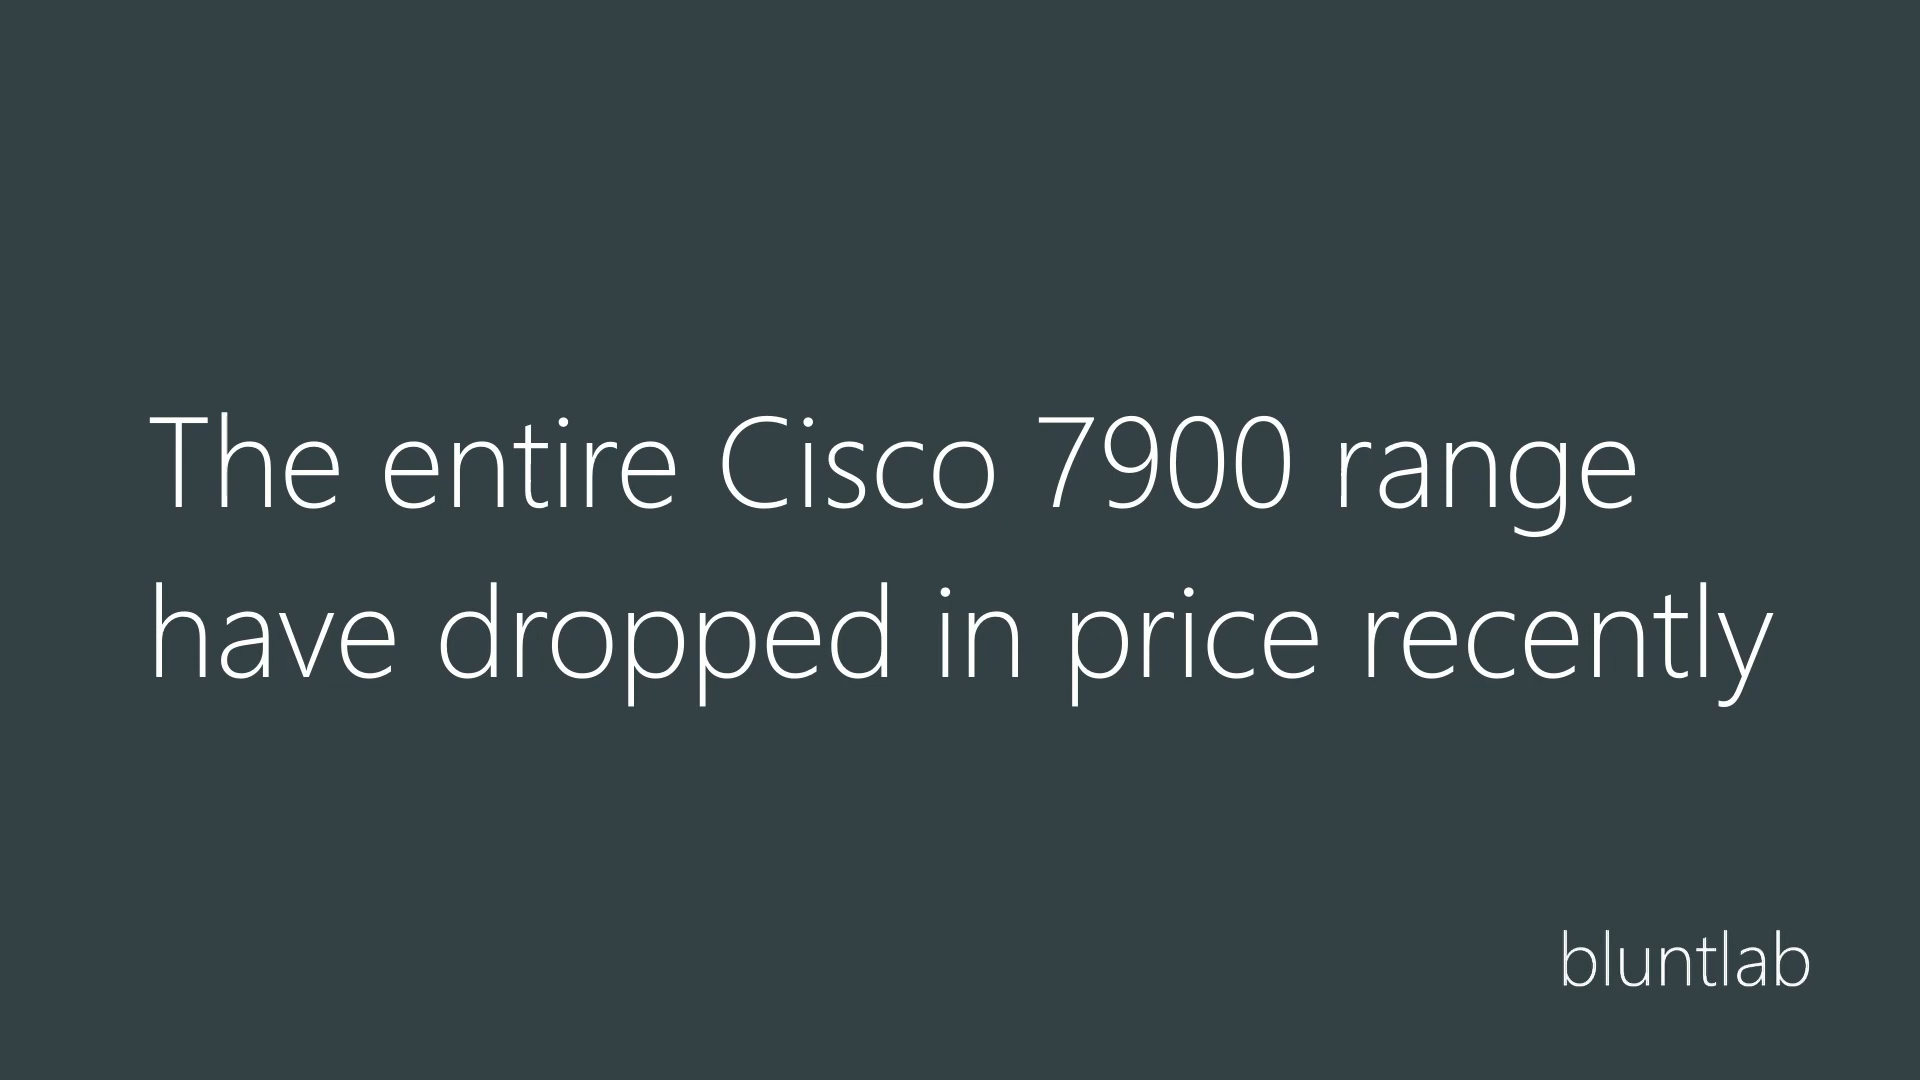 The entire Cisco 7900 range
have dropped in price recently
bluntlab